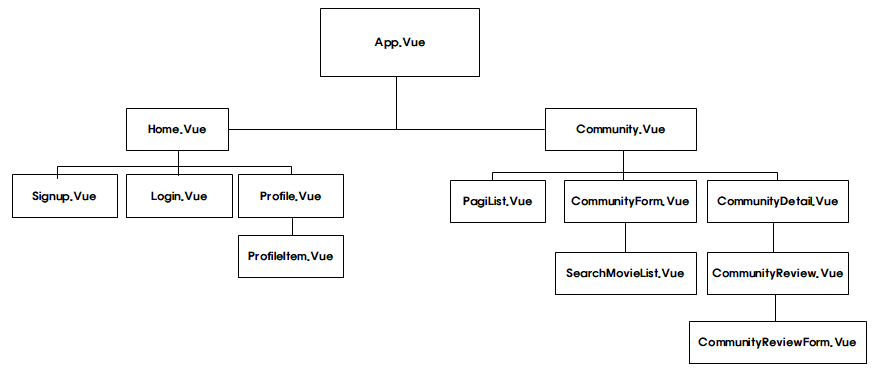 App.Vue
Home.Vue
Community.Vue
Signup.Vue
Login.Vue
Profile.Vue
PagiList.Vue
CommunityForm.Vue
CommunityDetail.Vue
ProfileItem.Vue
SearchMovieList.Vue
CommunityReview.Vue
CommunityReviewForm.Vue